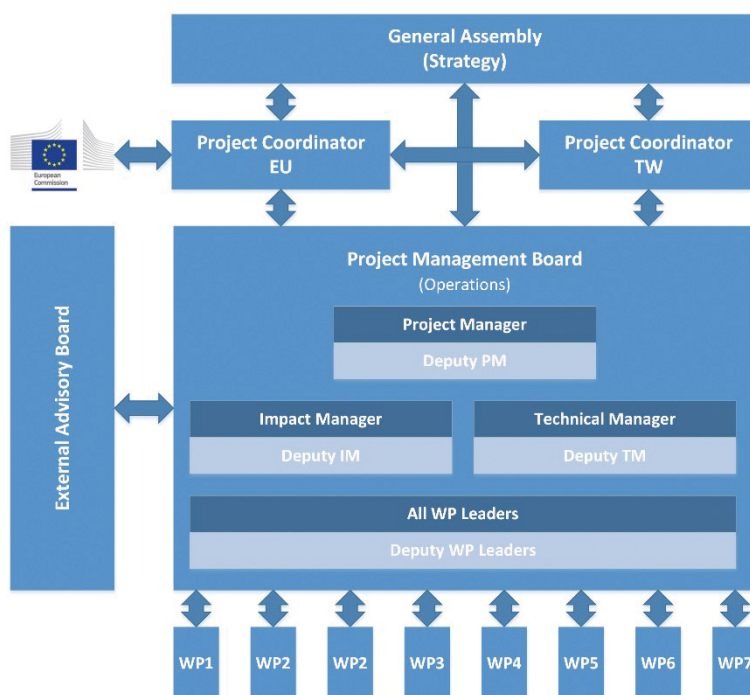 General Assembly
(Strategy)
Project Coordinator
EU
Project Coordinator
TW
European
Commission
External Advisory Board
Project Management Board
(Operations)
Project Manager
Deputy PM
Impact Manager
Deputy IM
Technical Manager
Deputy TM
All WP Leaders
Deputy WP Leaders
WP1
WP2
WP2
WP3
WP4
WP5
WP6
WP7